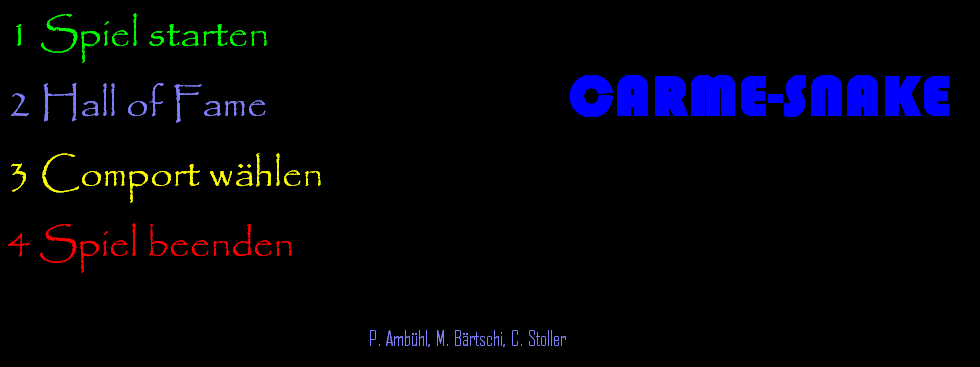 1 Spiel starten
2 Hall of Fame
CARME-SNAKE
3 Comport wählen
4 Spiel beenden
P. Ambühl, M. Bärtschi, C. Stoller